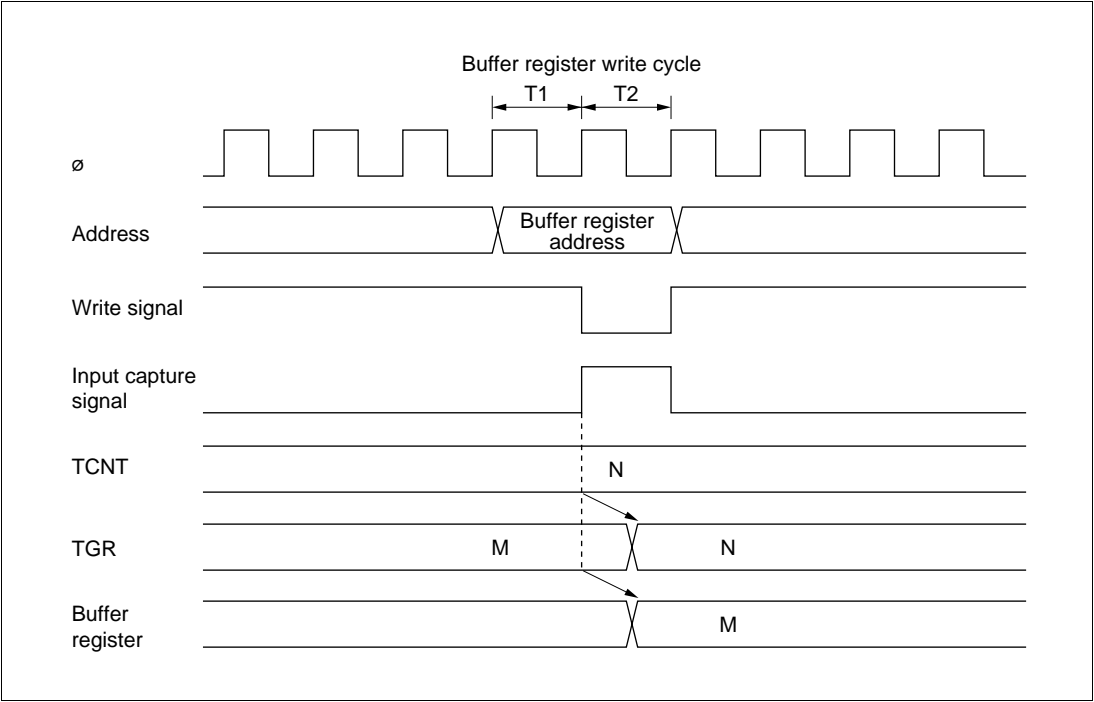 Buffer register write cycle
T1 T2
ø
Address
Buffer register
address
Write signal
Input capture
signal
TCNT
N
TGR
M
N
Buffer
register
M